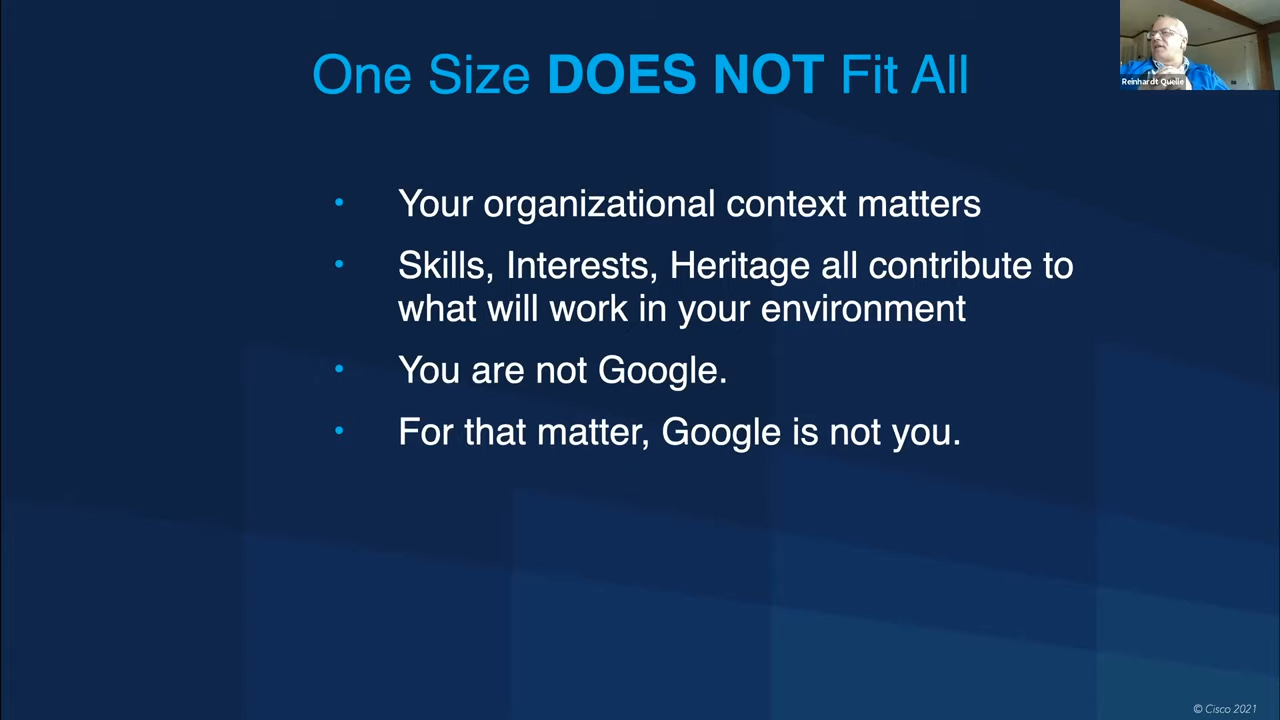 One Size DOES NOT Fit All
Reinhardt Quelle
• Your organizational context matters
• Skills, Interests, Heritage all contribute to
what will work in your environment
• You are not Google.
• For that matter, Google is not you.
© Cisco 2021